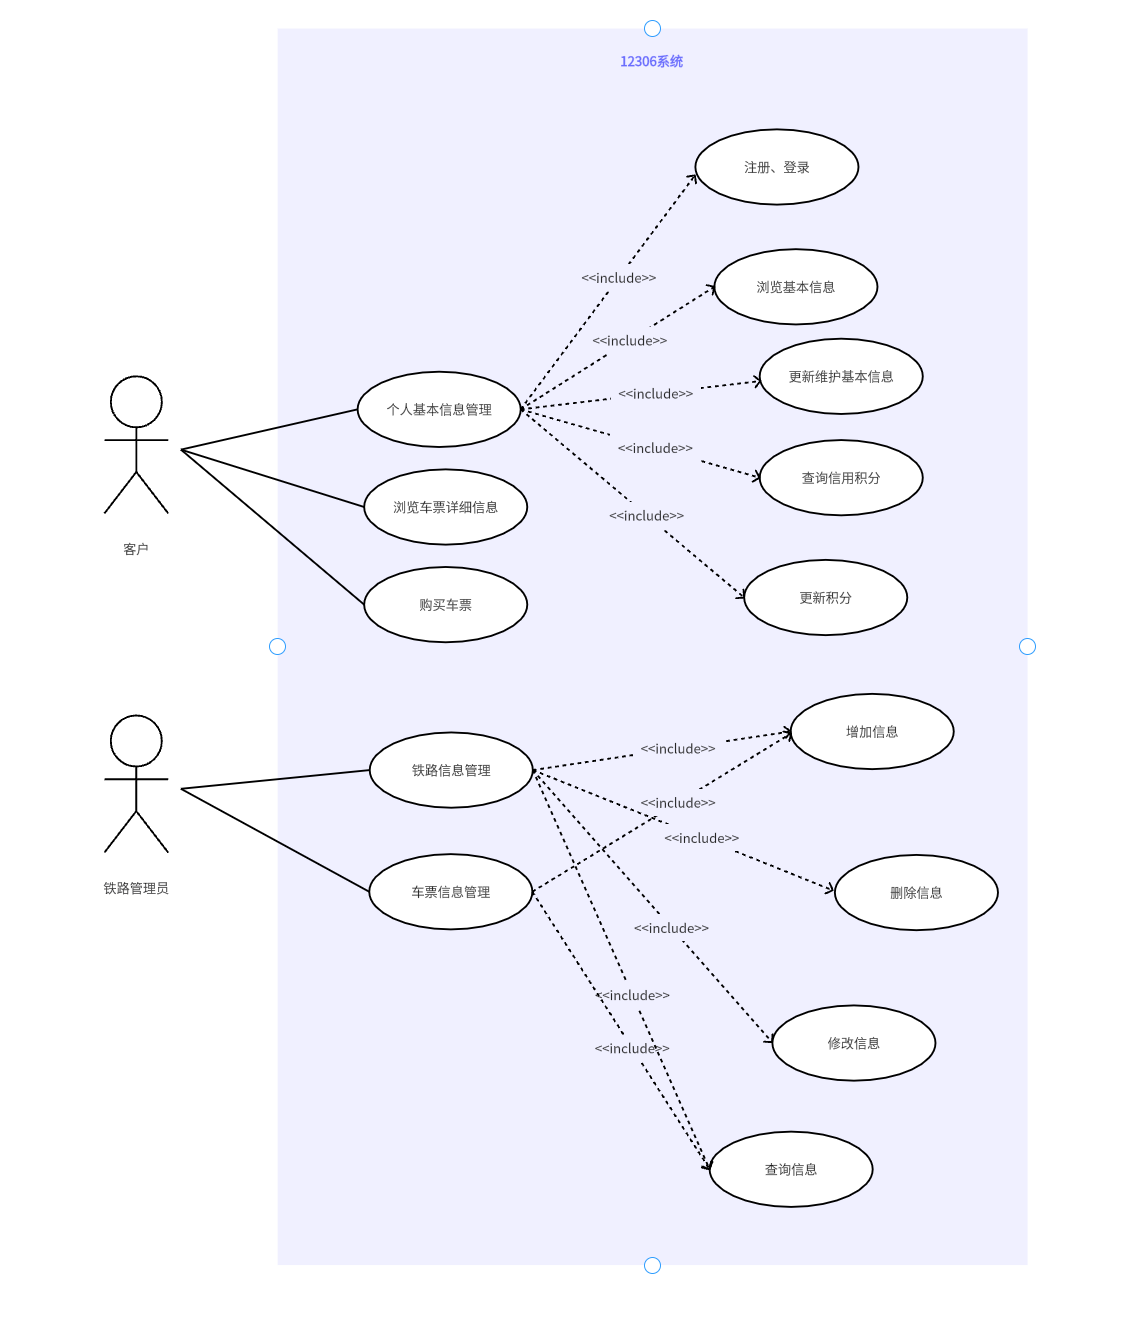 12306系统
注册、登录
<<include>>
浏览基本信息
<<include>>
更新维护基本信息
<<include>>
个人基本信息管理
<<include>>
查询信用积分
浏览车票详细信息
<<include>>
客户
购买车票
更新积分
增加信息
<<include>>
铁路信息管理
<<include>>
<<include>>
铁路管理员
车票信息管理
删除信息
<<include>>
<<include>>
修改信息
<<include>>
查询信息